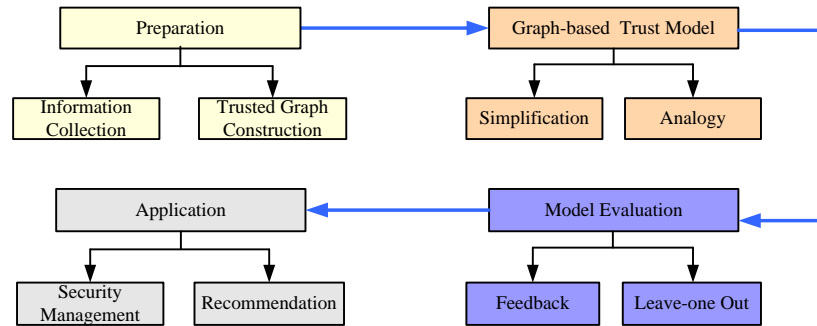 Preparation
Graph-based Trust Model
Information
Collection
Trusted Graph
Construction
Simplification
Analogy
Application
Model Evaluation
Security
Management
Recommendation
Feedback
Leave-one Out